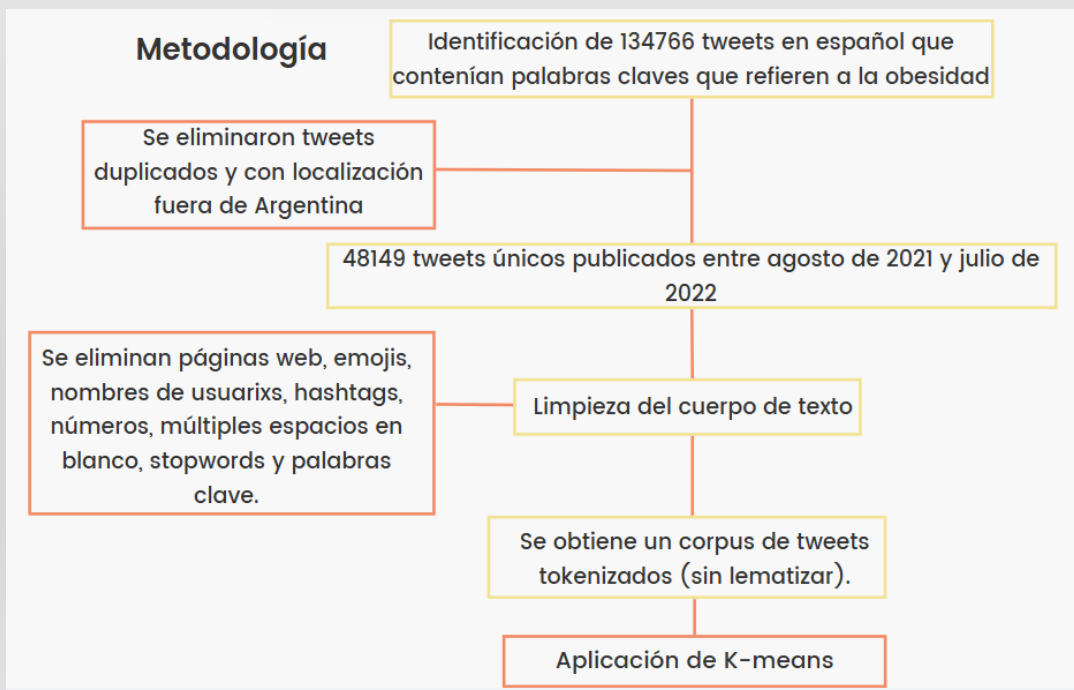 Metodología
Identificación de 134766 tweets en español que
contenían palabras claves que refieren a la obesidad
Se eliminaron tweets
duplicados y con localización
fuera de Argentina
48149 tweets únicos publicados entre agosto de 2021 y julio de
2022
Se eliminan páginas web, emojis,
nombres de usuarixs, hashtags,
números, múltiples espacios en
blanco, stopwords y palabras
clave.
Limpieza del cuerpo de texto
Se obtiene un corpus de tweets
tokenizados (sin lematizar).
Aplicación de K-means